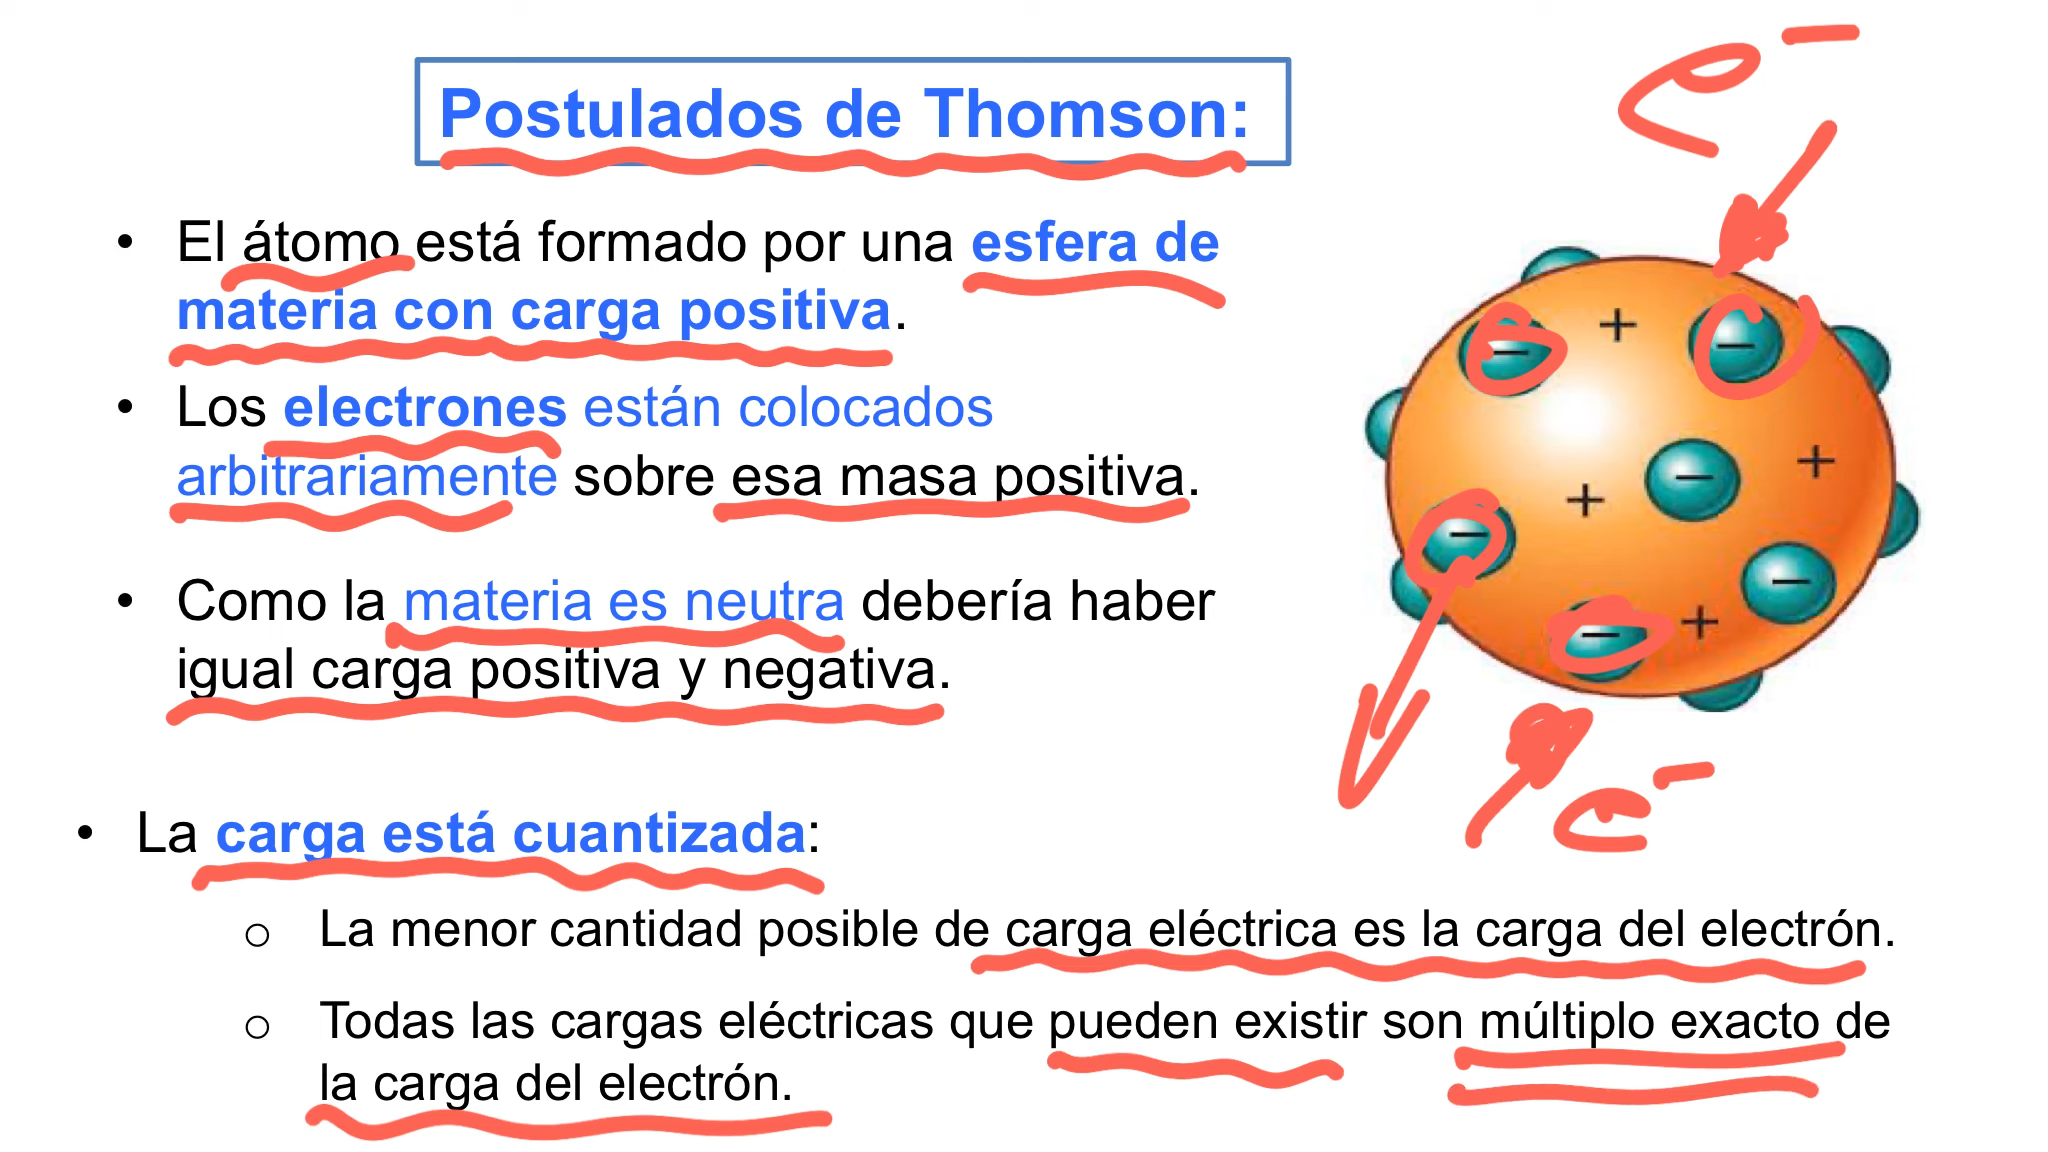 Postulados de Thomson:
e⁻
• El átomo está formado por una esfera de
materia con carga positiva.
• Los electrones están colocados
arbitrariamente sobre esa masa positiva.
• Como la materia es neutra debería haber
igual carga positiva y negativa.
− + −
+ − +
− − − +
e⁻
• La carga está cuantizada:
o La menor cantidad posible de carga eléctrica es la carga del electrón.
o Todas las cargas eléctricas que pueden existir son múltiplo exacto de
la carga del electrón.